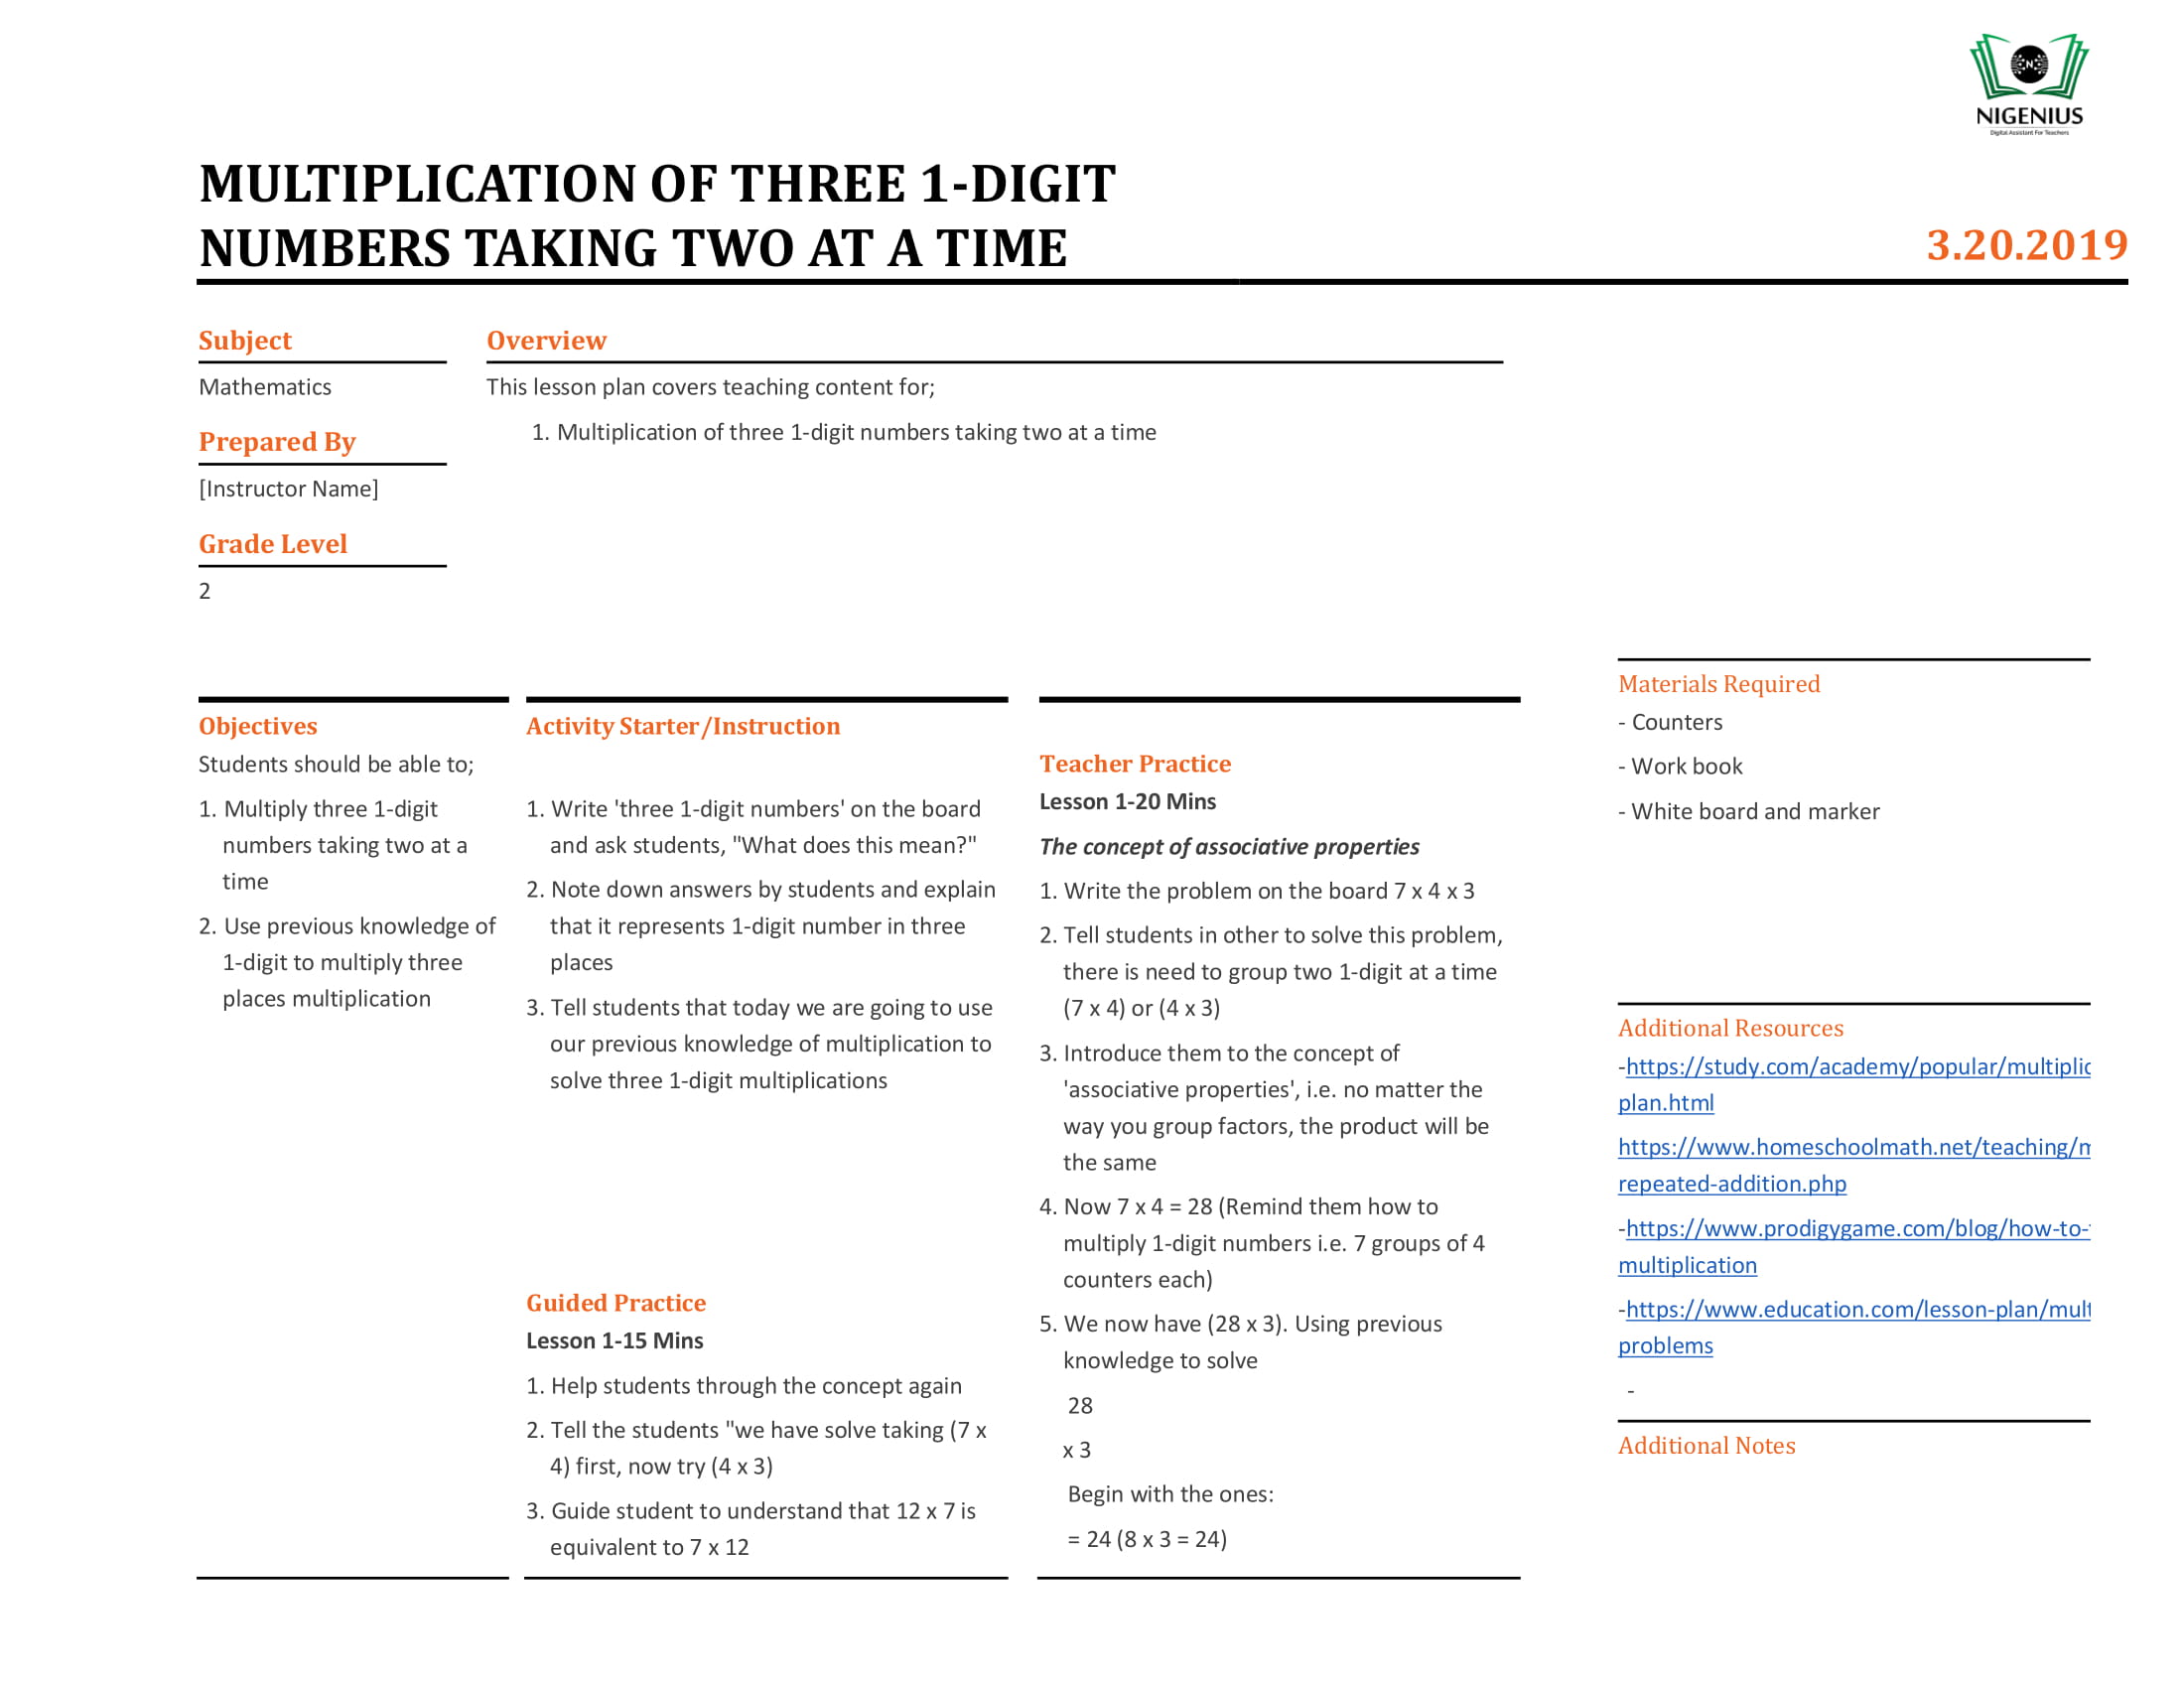 NIGENIUS
Digital Assistant For Teachers
MULTIPLICATION OF THREE 1-DIGIT
NUMBERS TAKING TWO AT A TIME
3.20.2019
Subject
Mathematics
Prepared By
[Instructor Name]
Grade Level
2
Overview
This lesson plan covers teaching content for;
1. Multiplication of three 1-digit numbers taking two at a time
Objectives
Students should be able to;
1. Multiply three 1-digit
numbers taking two at a
time
2. Use previous knowledge of
1-digit to multiply three
places multiplication
Activity Starter/Instruction
1. Write 'three 1-digit numbers' on the board
and ask students, "What does this mean?"
2. Note down answers by students and explain
that it represents 1-digit number in three
places
3. Tell students that today we are going to use
our previous knowledge of multiplication to
solve three 1-digit multiplications
Guided Practice
Lesson 1-15 Mins
1. Help students through the concept again
2. Tell the students "we have solve taking (7 x
4) first, now try (4 x 3)
3. Guide student to understand that 12 x 7 is
equivalent to 7 x 12
Teacher Practice
Lesson 1-20 Mins
The concept of associative properties
1. Write the problem on the board 7 x 4 x 3
2. Tell students in other to solve this problem,
there is need to group two 1-digit at a time
(7 x 4) or (4 x 3)
3. Introduce them to the concept of
'associative properties', i.e. no matter the
way you group factors, the product will be
the same
4. Now 7 x 4 = 28 (Remind them how to
multiply 1-digit numbers i.e. 7 groups of 4
counters each)
5. We now have (28 x 3). Using previous
knowledge to solve
28
x 3
Begin with the ones:
= 24 (8 x 3 = 24)
Materials Required
- Counters
- Work book
- White board and marker
Additional Resources
-https://study.com/academy/popular/multiplic
plan.html
https://www.homeschoolmath.net/teaching/m
repeated-addition.php
-https://www.prodigygame.com/blog/how-to-
multiplication
-https://www.education.com/lesson-plan/mult
problems
-
Additional Notes